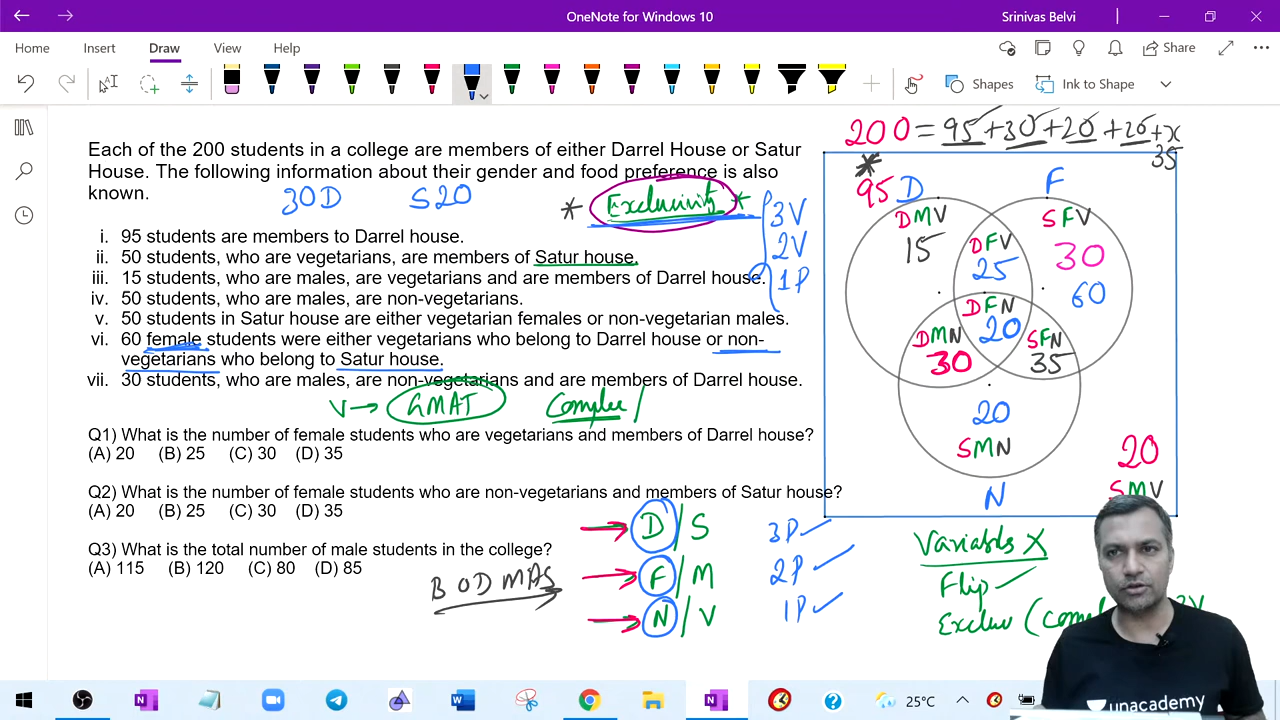 OneNote for Windows 10
Srinivas Belvi
Home Insert Draw View Help
Share
Shapes
Ink to Shapes
Each of the 200 students in a college are members of either Darrel House or Satur
House. The following information about their gender and food preference is also
known.
30D S20
* Exclusivity *
3V
2V
1P
i. 95 students are members to Darrel house.
ii. 50 students, who are vegetarians, are members of Satur house.
iii. 15 students, who are males, are vegetarians and are members of Darrel house.
iv. 50 students, who are males, are non-vegetarians.
v. 50 students in Satur House are either vegetarian females or non-vegetarian males.
vi. 60 female students were either vegetarians who belong to Darrel house or non-
vegetarians who belong to Satur house.
vii. 30 students, who are males, are non-vegetarians and are members of Darrel house.
V → GMAT Complex/
Q1) What is the number of female students who are vegetarians and members of Darrel house?
(A) 20 (B) 25 (C) 30 (D) 35
Q2) What is the number of female students who are non-vegetarians and members of Satur house?
(A) 20 (B) 25 (C) 30 (D) 35
Q3) What is the total number of male students in the college?
(A) 115 (B) 120 (C) 80 (D) 85
BODMAS
D/S
F/M
N/V
3P
2P
1P
200 = 95+30+20+20+x
35
*
95 D F
DMV
15
SFV
30
60
DFV
25
DFN
20
DMN
30
SFN
35
20
SMN
N
20
SMV
Variables X
Flip
25°C
unacademy